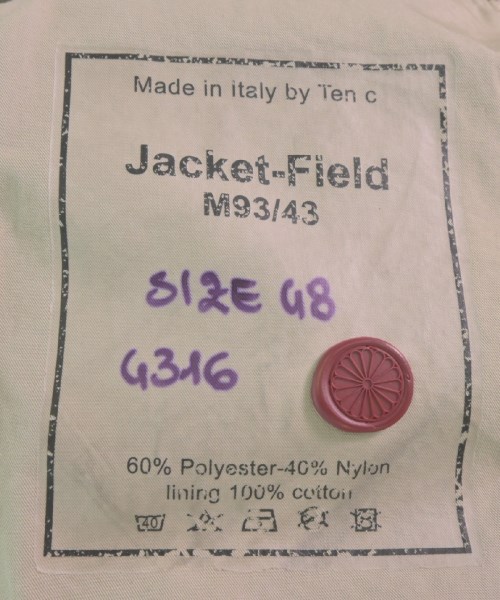 Made in italy by Ten c
Jacket-Field
M93/43
SIZE 48
4316
60% Polyester-40% Nylon
lining 100% cotton
40